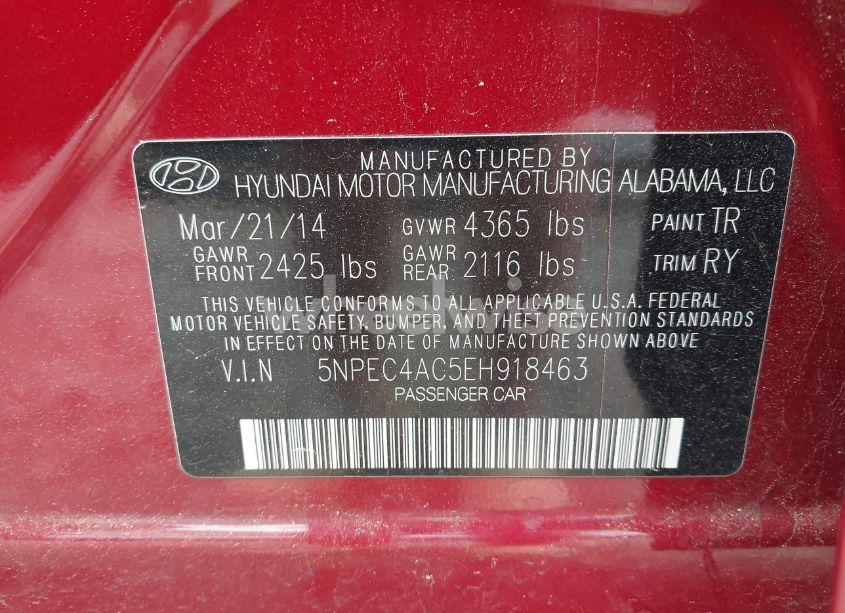 MANUFACTURED BY
HYUNDAI MOTOR MANUFACTURING ALABAMA, LLC
Mar/21/14 GVWR 4365 lbs PAINT TR
GAWR FRONT 2425 lbs GAWR REAR 2116 lbs TRIM RY
THIS VEHICLE CONFORMS TO ALL APPLICABLE U.S.A. FEDERAL
MOTOR VEHICLE SAFETY, BUMPER, AND THEFT PREVENTION STANDARDS
IN EFFECT ON THE DATE OF MANUFACTURE SHOWN ABOVE
V.I.N 5NPEC4AC5EH918463
PASSENGER CAR